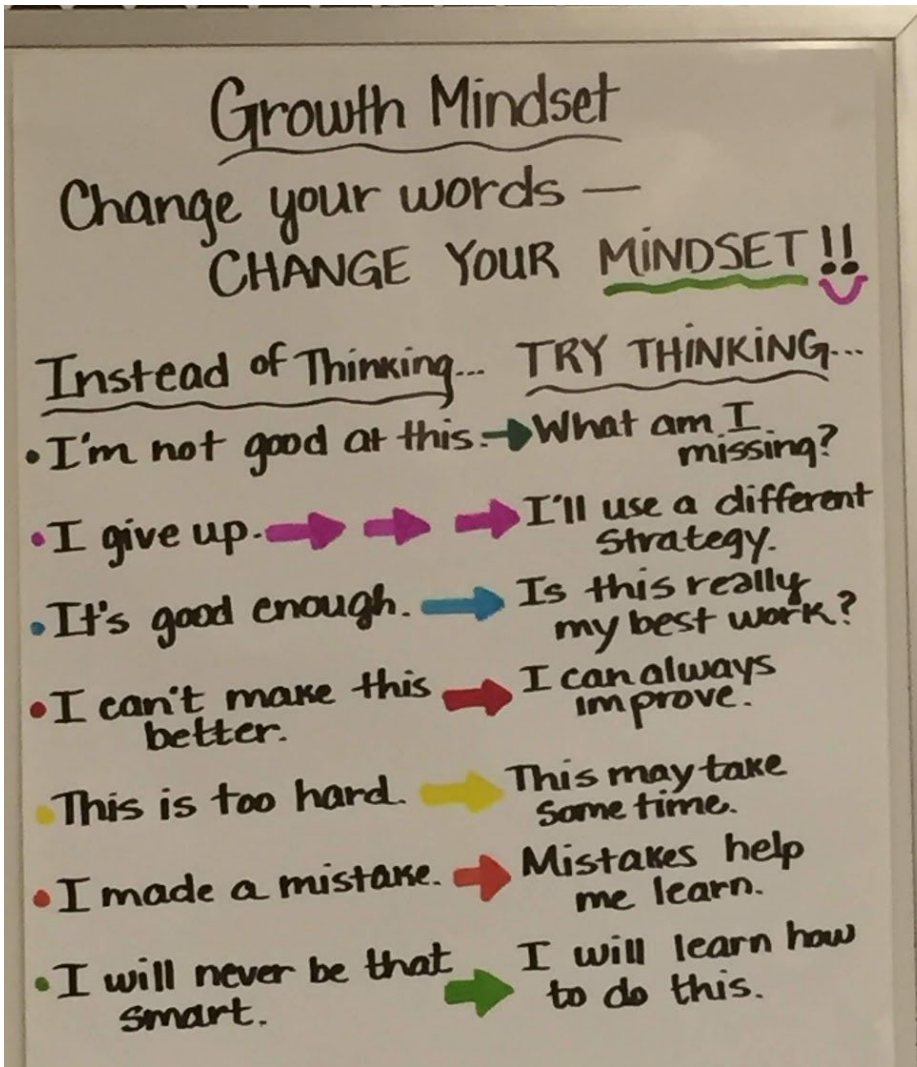 Growth Mindset
Change your words —
CHANGE YOUR MINDSET!!
Instead of Thinking... TRY THINKING...
• I'm not good at this. → What am I
missing?
• I give up. → → → I'll use a different
strategy.
• It's good enough. → Is this really
my best work?
• I can't make this → I can always
better. improve.
• This is too hard. → This may take
some time.
• I made a mistake. → Mistakes help
me learn.
• I will never be that → I will learn how
smart. to do this.